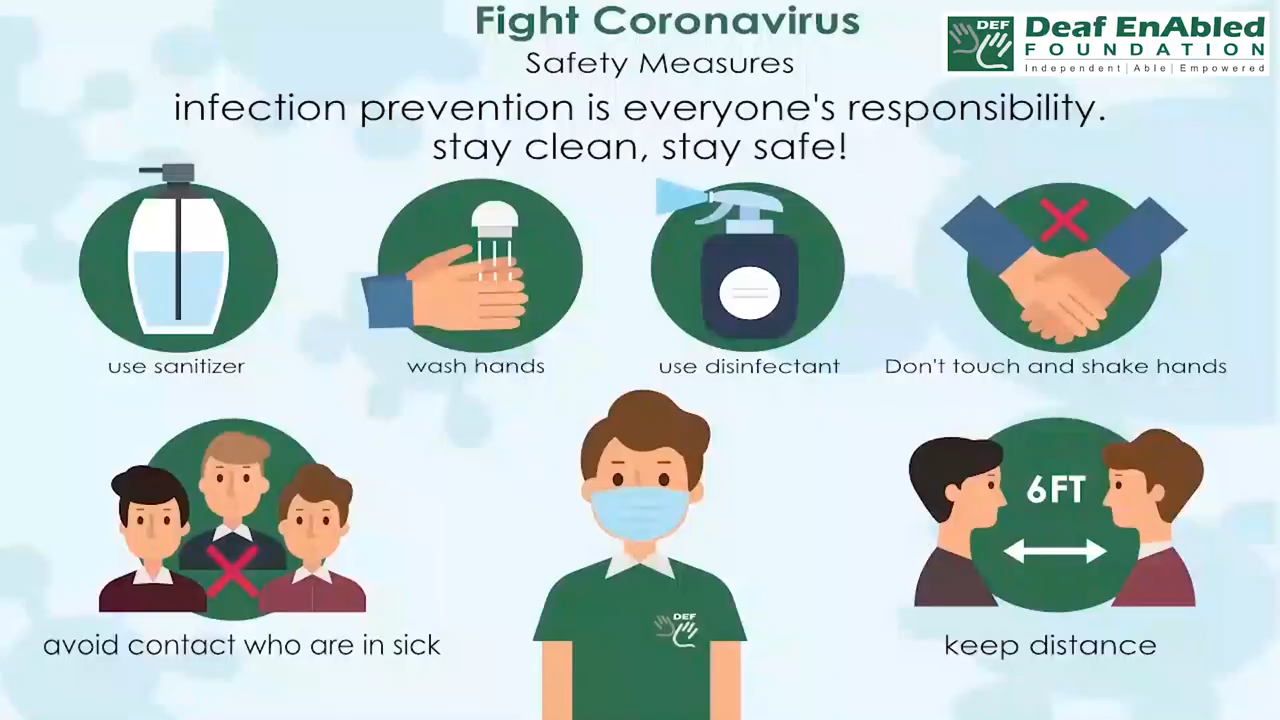 Fight Coronavirus
Safety Measures
DEF
Deaf EnAbled
FOUNDATION
Independent | Able | Empowered
infection prevention is everyone's responsibility.
stay clean, stay safe!
use sanitizer
wash hands
use disinfectant
Don't touch and shake hands
6FT
DEF
avoid contact who are in sick
keep distance